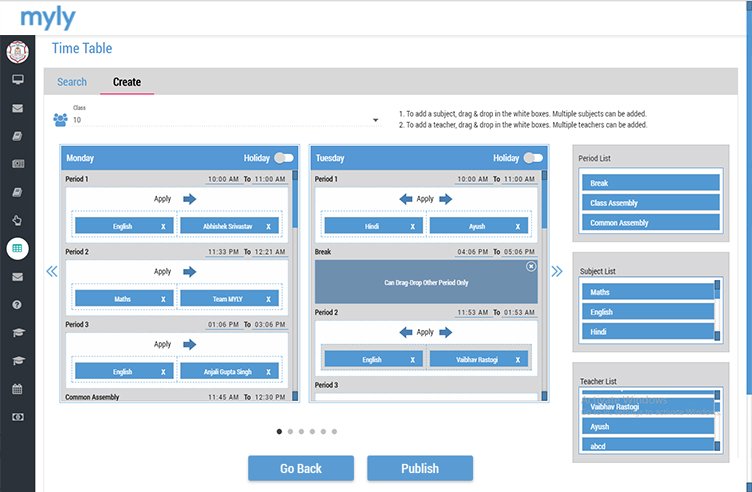 myly
Time Table
Search Create
Class
10
1. To add a subject, drag & drop in the white boxes. Multiple subjects can be added.
2. To add a teacher, drag & drop in the white boxes. Multiple teachers can be added.
Monday Holiday
Period 1 10:00 AM To 11:00 AM
Apply
English X Abhishek Srivastav X
Period 2 11:33 PM To 12:21 AM
Apply
Maths X Team MYLY X
Period 3 01:06 PM To 03:06 PM
Apply
English X Anjali Gupta Singh X
Common Assembly 11:45 AM To 12:30 PM
Tuesday Holiday
Period 1 10:00 AM To 11:00 AM
Apply
Hindi X Ayush X
Break 04:06 PM To 05:06 PM
Can Drag-Drop Other Period Only
Period 2 11:53 AM To 01:53 AM
Apply
English X Vaibhav Rastogi X
Period 3
Period List
Break
Class Assembly
Common Assembly
Subject List
Maths
English
Hindi
Teacher List
Vaibhav Rastogi
Ayush
abcd
Go Back Publish